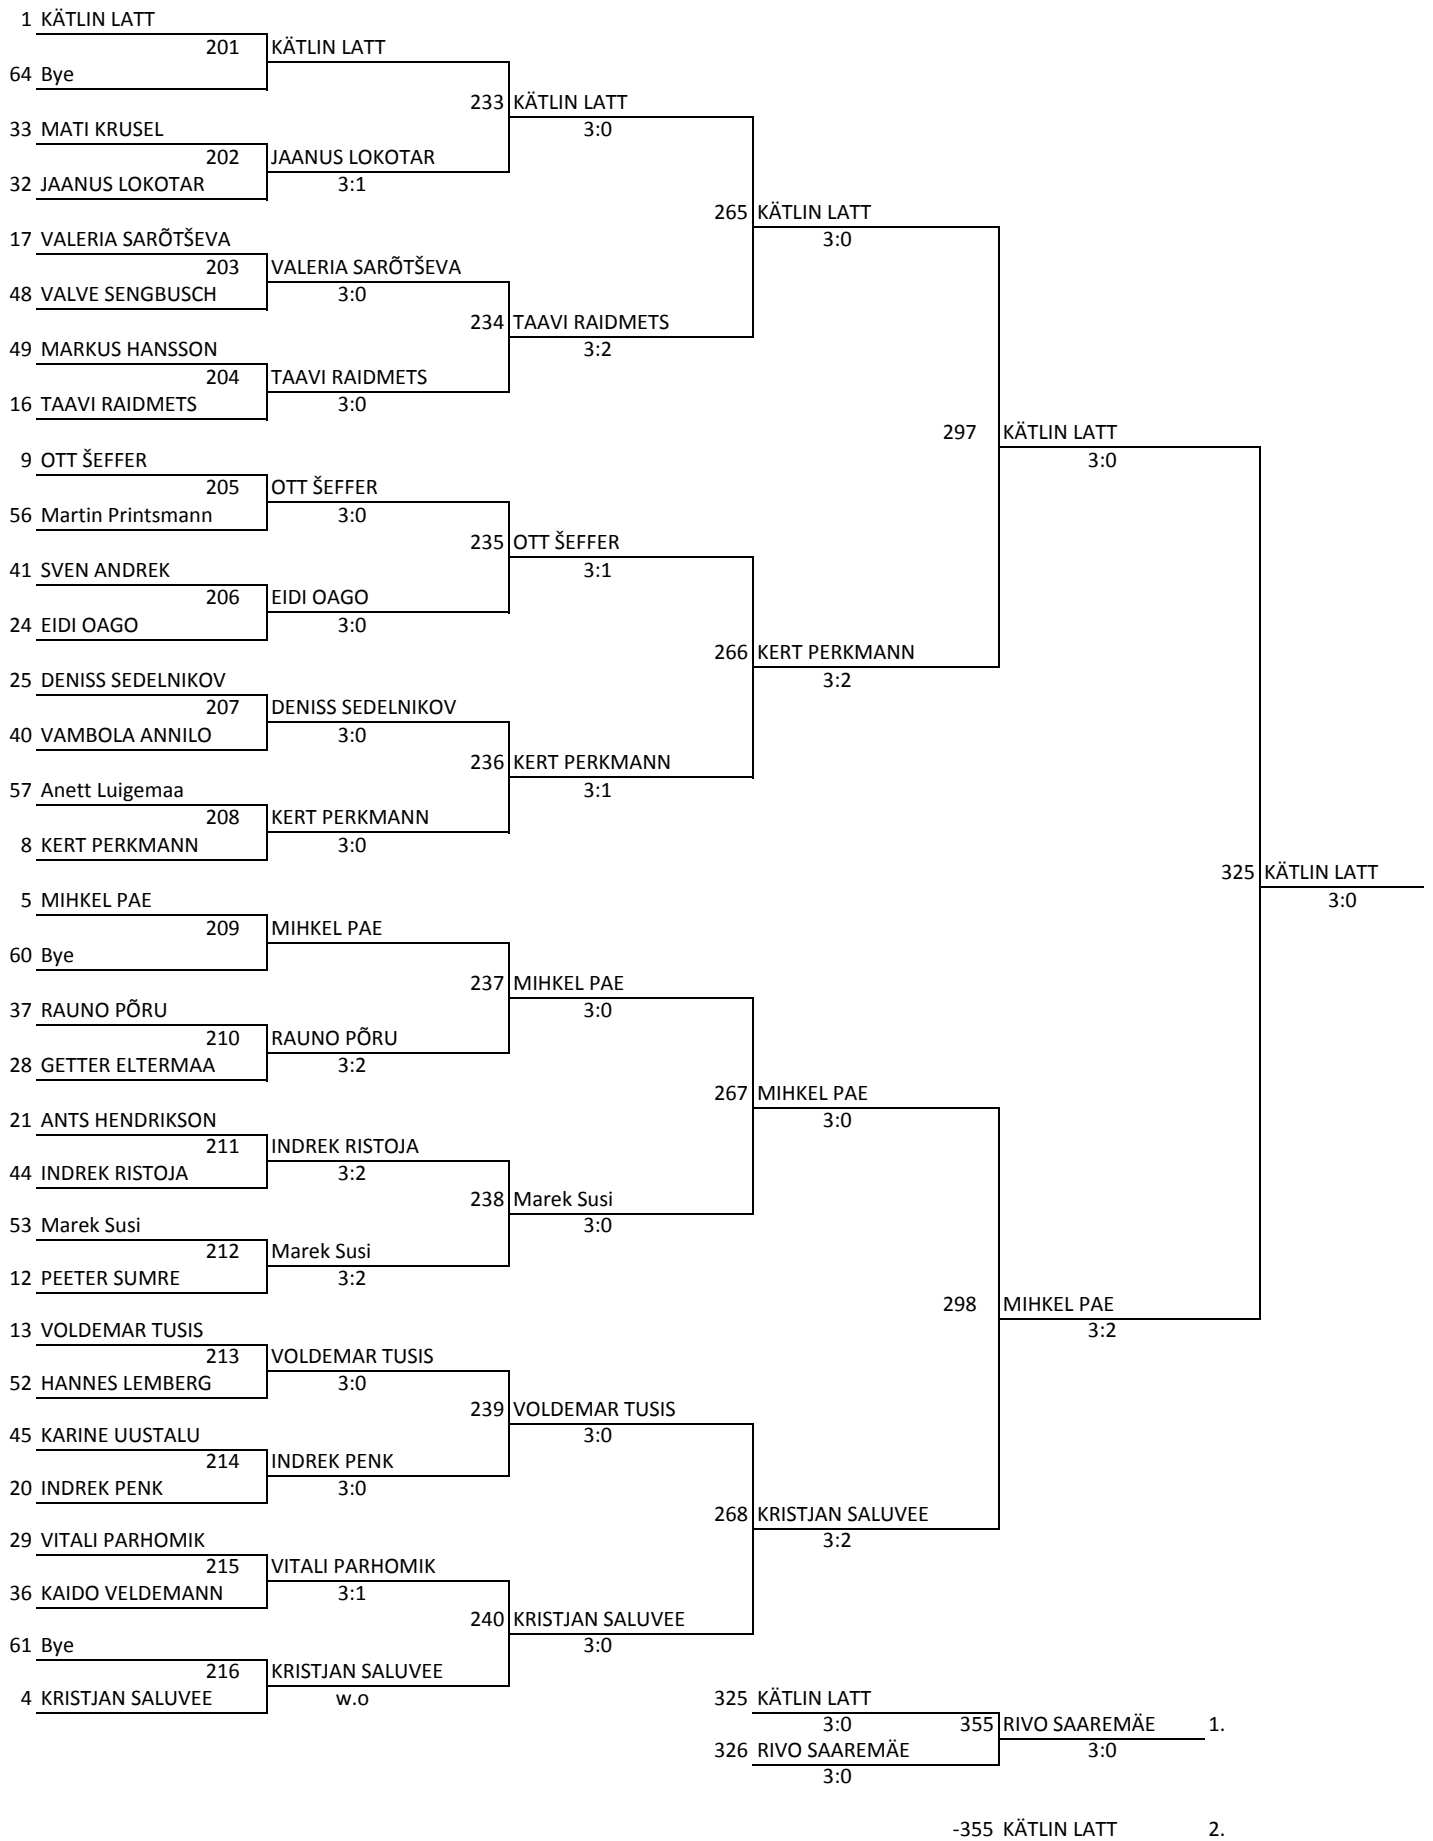 1 KÄTLIN LATT
201 KÄTLIN LATT
64 Bye
233 KÄTLIN LATT
33 MATI KRUSEL 3:0
202 JAANUS LOKOTAR
32 JAANUS LOKOTAR 3:1
265 KÄTLIN LATT
17 VALERIA SARÕTŠEVA 3:0
203 VALERIA SARÕTŠEVA
48 VALVE SENGBUSCH 3:0
234 TAAVI RAIDMETS
49 MARKUS HANSSON 3:2
204 TAAVI RAIDMETS
16 TAAVI RAIDMETS 3:0
297 KÄTLIN LATT
9 OTT ŠEFFER 3:0
205 OTT ŠEFFER
56 Martin Printsmann 3:0
235 OTT ŠEFFER
41 SVEN ANDREK 3:1
206 EIDI OAGO
24 EIDI OAGO 3:0
266 KERT PERKMANN
25 DENISS SEDELNIKOV 3:2
207 DENISS SEDELNIKOV
40 VAMBOLA ANNILO 3:0
236 KERT PERKMANN
57 Anett Luigemaa 3:1
208 KERT PERKMANN
8 KERT PERKMANN 3:0
325 KÄTLIN LATT
5 MIHKEL PAE 3:0
209 MIHKEL PAE
60 Bye
237 MIHKEL PAE
37 RAUNO PÕRU 3:0
210 RAUNO PÕRU
28 GETTER ELTERMAA 3:2
267 MIHKEL PAE
21 ANTS HENDRIKSON 3:0
211 INDREK RISTOJA
44 INDREK RISTOJA 3:2
238 Marek Susi
53 Marek Susi 3:0
212 Marek Susi
12 PEETER SUMRE 3:2
298 MIHKEL PAE
13 VOLDEMAR TUSIS 3:2
213 VOLDEMAR TUSIS
52 HANNES LEMBERG 3:0
239 VOLDEMAR TUSIS
45 KARINE UUSTALU 3:0
214 INDREK PENK
20 INDREK PENK 3:0
268 KRISTJAN SALUVEE
29 VITALI PARHOMIK 3:2
215 VITALI PARHOMIK
36 KAIDO VELDEMANN 3:1
240 KRISTJAN SALUVEE
61 Bye 3:0
216 KRISTJAN SALUVEE
4 KRISTJAN SALUVEE w.o 325 KÄTLIN LATT
3:0 355 RIVO SAAREMÄE 1.
326 RIVO SAAREMÄE 3:0
3:0
-355 KÄTLIN LATT 2.